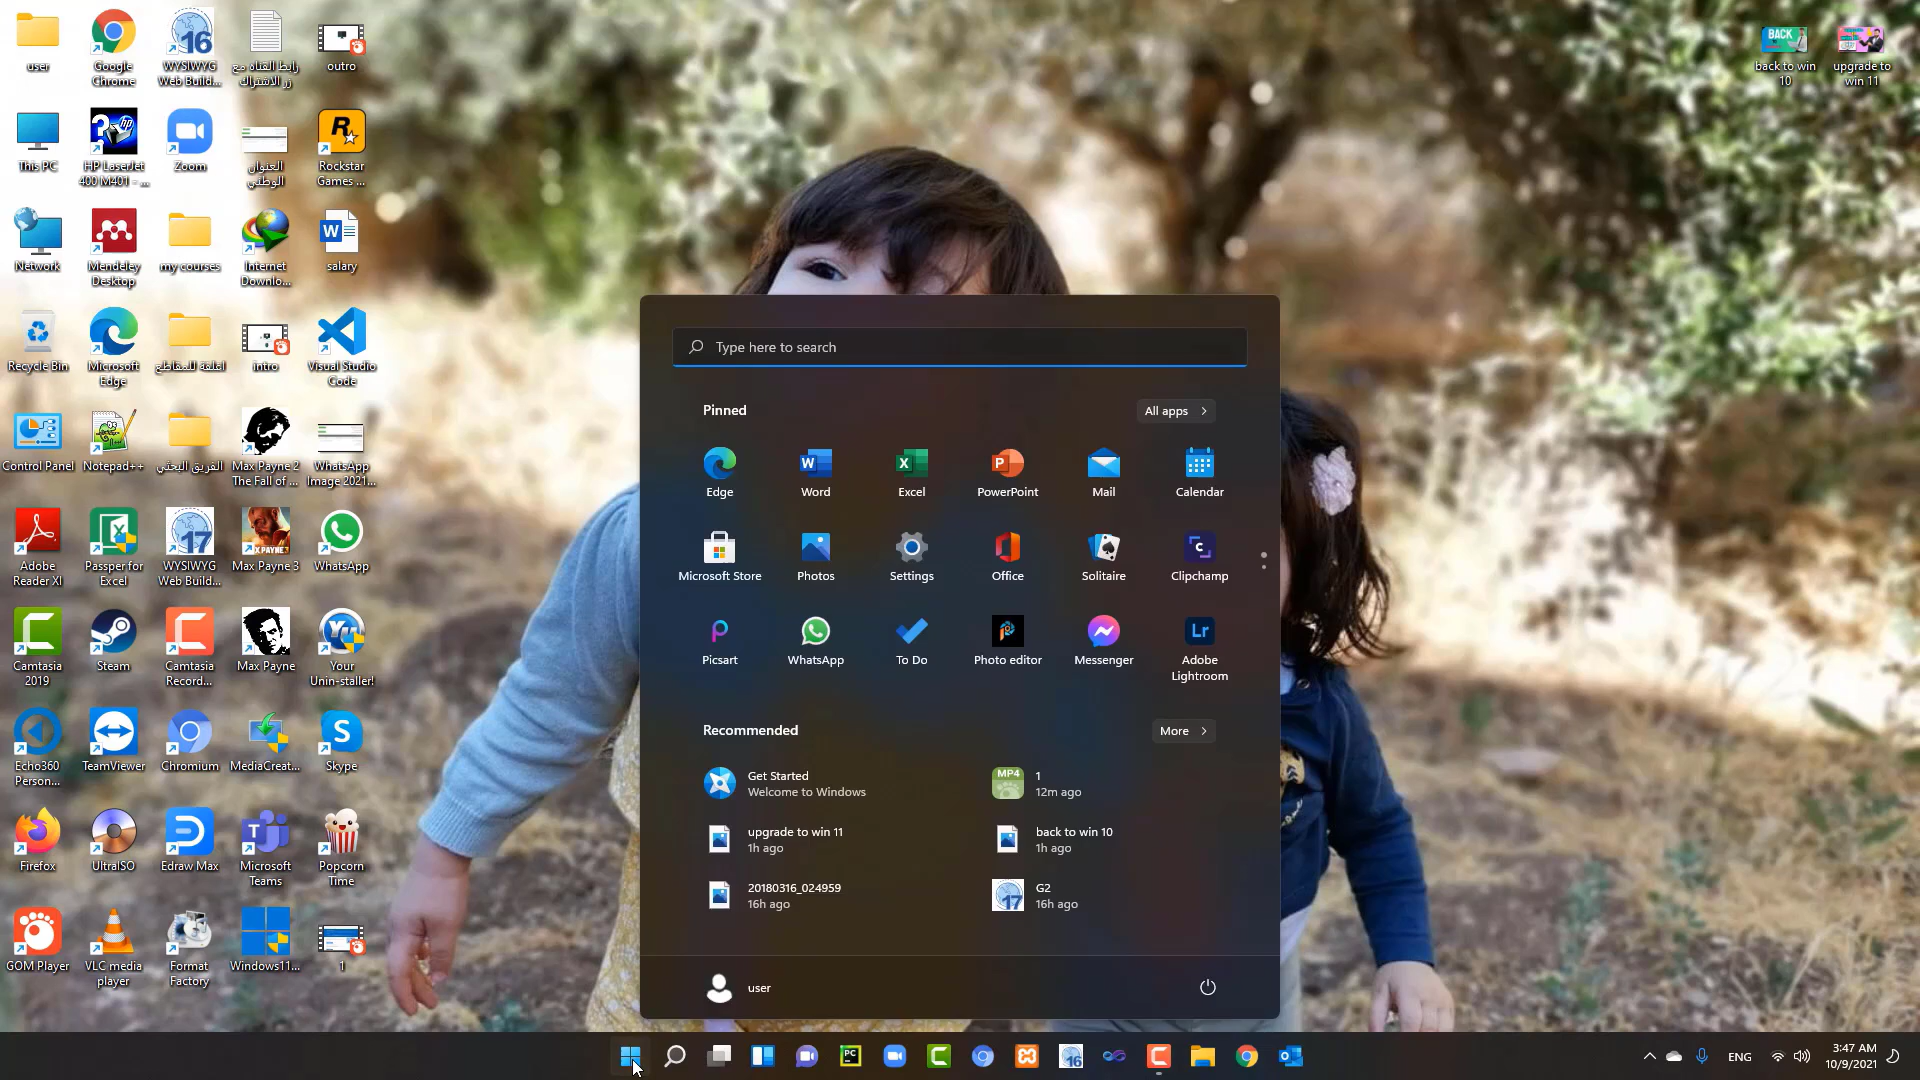 user
Google
Chrome
WYSIWYG
Web Build...
رابط القناه مع
زر الاشتراك
outro
back to win
10
upgrade to
win 11
This PC
HP LaserJet
400 M401 - ...
Zoom
العنوان
الوطني
Rockstar
Games ...
Network
Mendeley
Desktop
my courses
Internet
Downlo...
salary
Recycle Bin
Microsoft
Edge
اغلفة للمقاطع
intro
Visual Studio
Code
Control Panel
Notepad++
الفريق البحثي
Max Payne 2
The Fall of ...
WhatsApp
Image 2021...
Adobe
Reader XI
Passper for
Excel
WYSIWYG
Web Build...
Max Payne 3
WhatsApp
Camtasia
2019
Steam
Camtasia
Record...
Max Payne
Your
Unin-staller!
Echo360
Person...
TeamViewer
Chromium
MediaCreat...
Skype
Firefox
UltraISO
Edraw Max
Microsoft
Teams
Popcorn
Time
GOM Player
VLC media
player
Format
Factory
Windows11...
1
Type here to search
Pinned
All apps
Edge
Word
Excel
PowerPoint
Mail
Calendar
Microsoft Store
Photos
Settings
Office
Solitaire
Clipchamp
Picsart
WhatsApp
To Do
Photo editor
Messenger
Adobe
Lightroom
Recommended
More
Get Started
Welcome to Windows
MP4
1
12m ago
upgrade to win 11
1h ago
back to win 10
1h ago
20180316_024959
16h ago
17
G2
16h ago
user
ENG
3:47 AM
10/9/2021